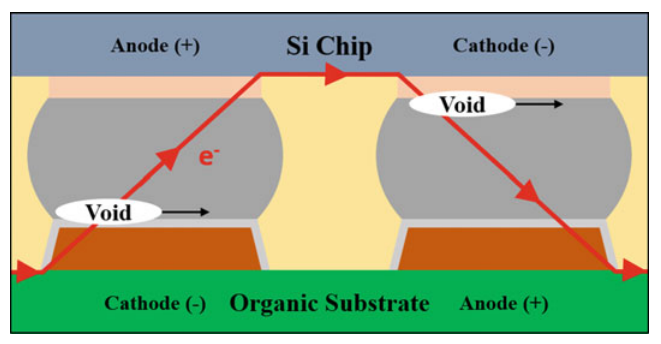 Anode (+) Si Chip Cathode (-)
Void
e-
Void
Cathode (-) Organic Substrate Anode (+)